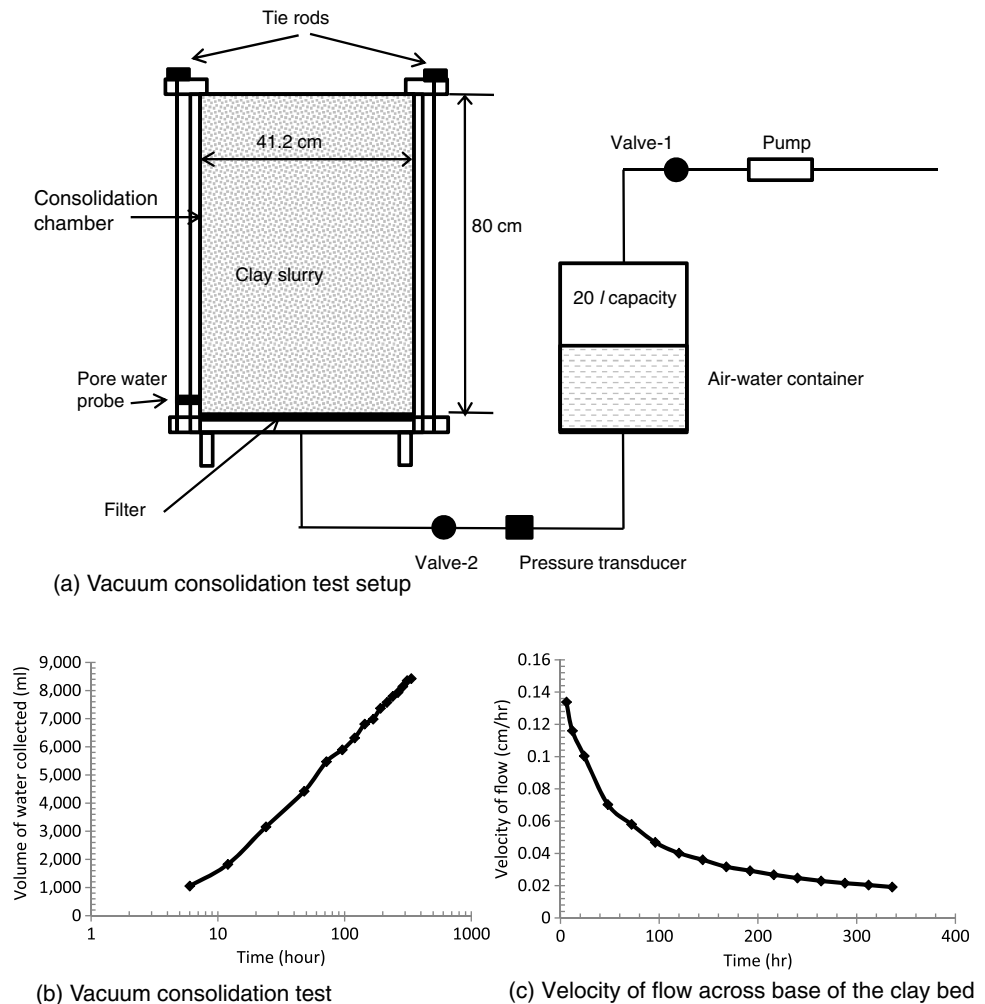 Tie rods
41.2 cm
Valve-1
Pump
Consolidation
chamber
80 cm
Clay slurry
20 l capacity
Pore water
probe
Air-water container
Filter
Valve-2
Pressure transducer
(a) Vacuum consolidation test setup
Volume of water collected (ml)
9,000
8,000
7,000
6,000
5,000
4,000
3,000
2,000
1,000
0
1
10
100
1000
Time (hour)
(b) Vacuum consolidation test
Velocity of flow (cm/hr)
0.16
0.14
0.12
0.1
0.08
0.06
0.04
0.02
0
0
100
200
300
400
Time (hr)
(c) Velocity of flow across base of the clay bed